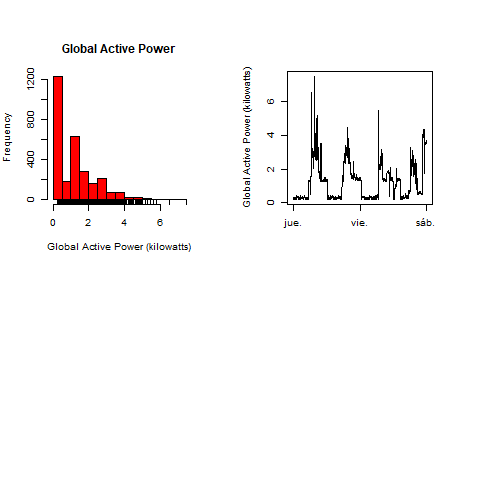 Global Active Power
Frequency
1200
800
400
0
0 2 4 6
Global Active Power (kilowatts)
Global Active Power (kilowatts)
6
4
2
0
jue. vie. sáb.